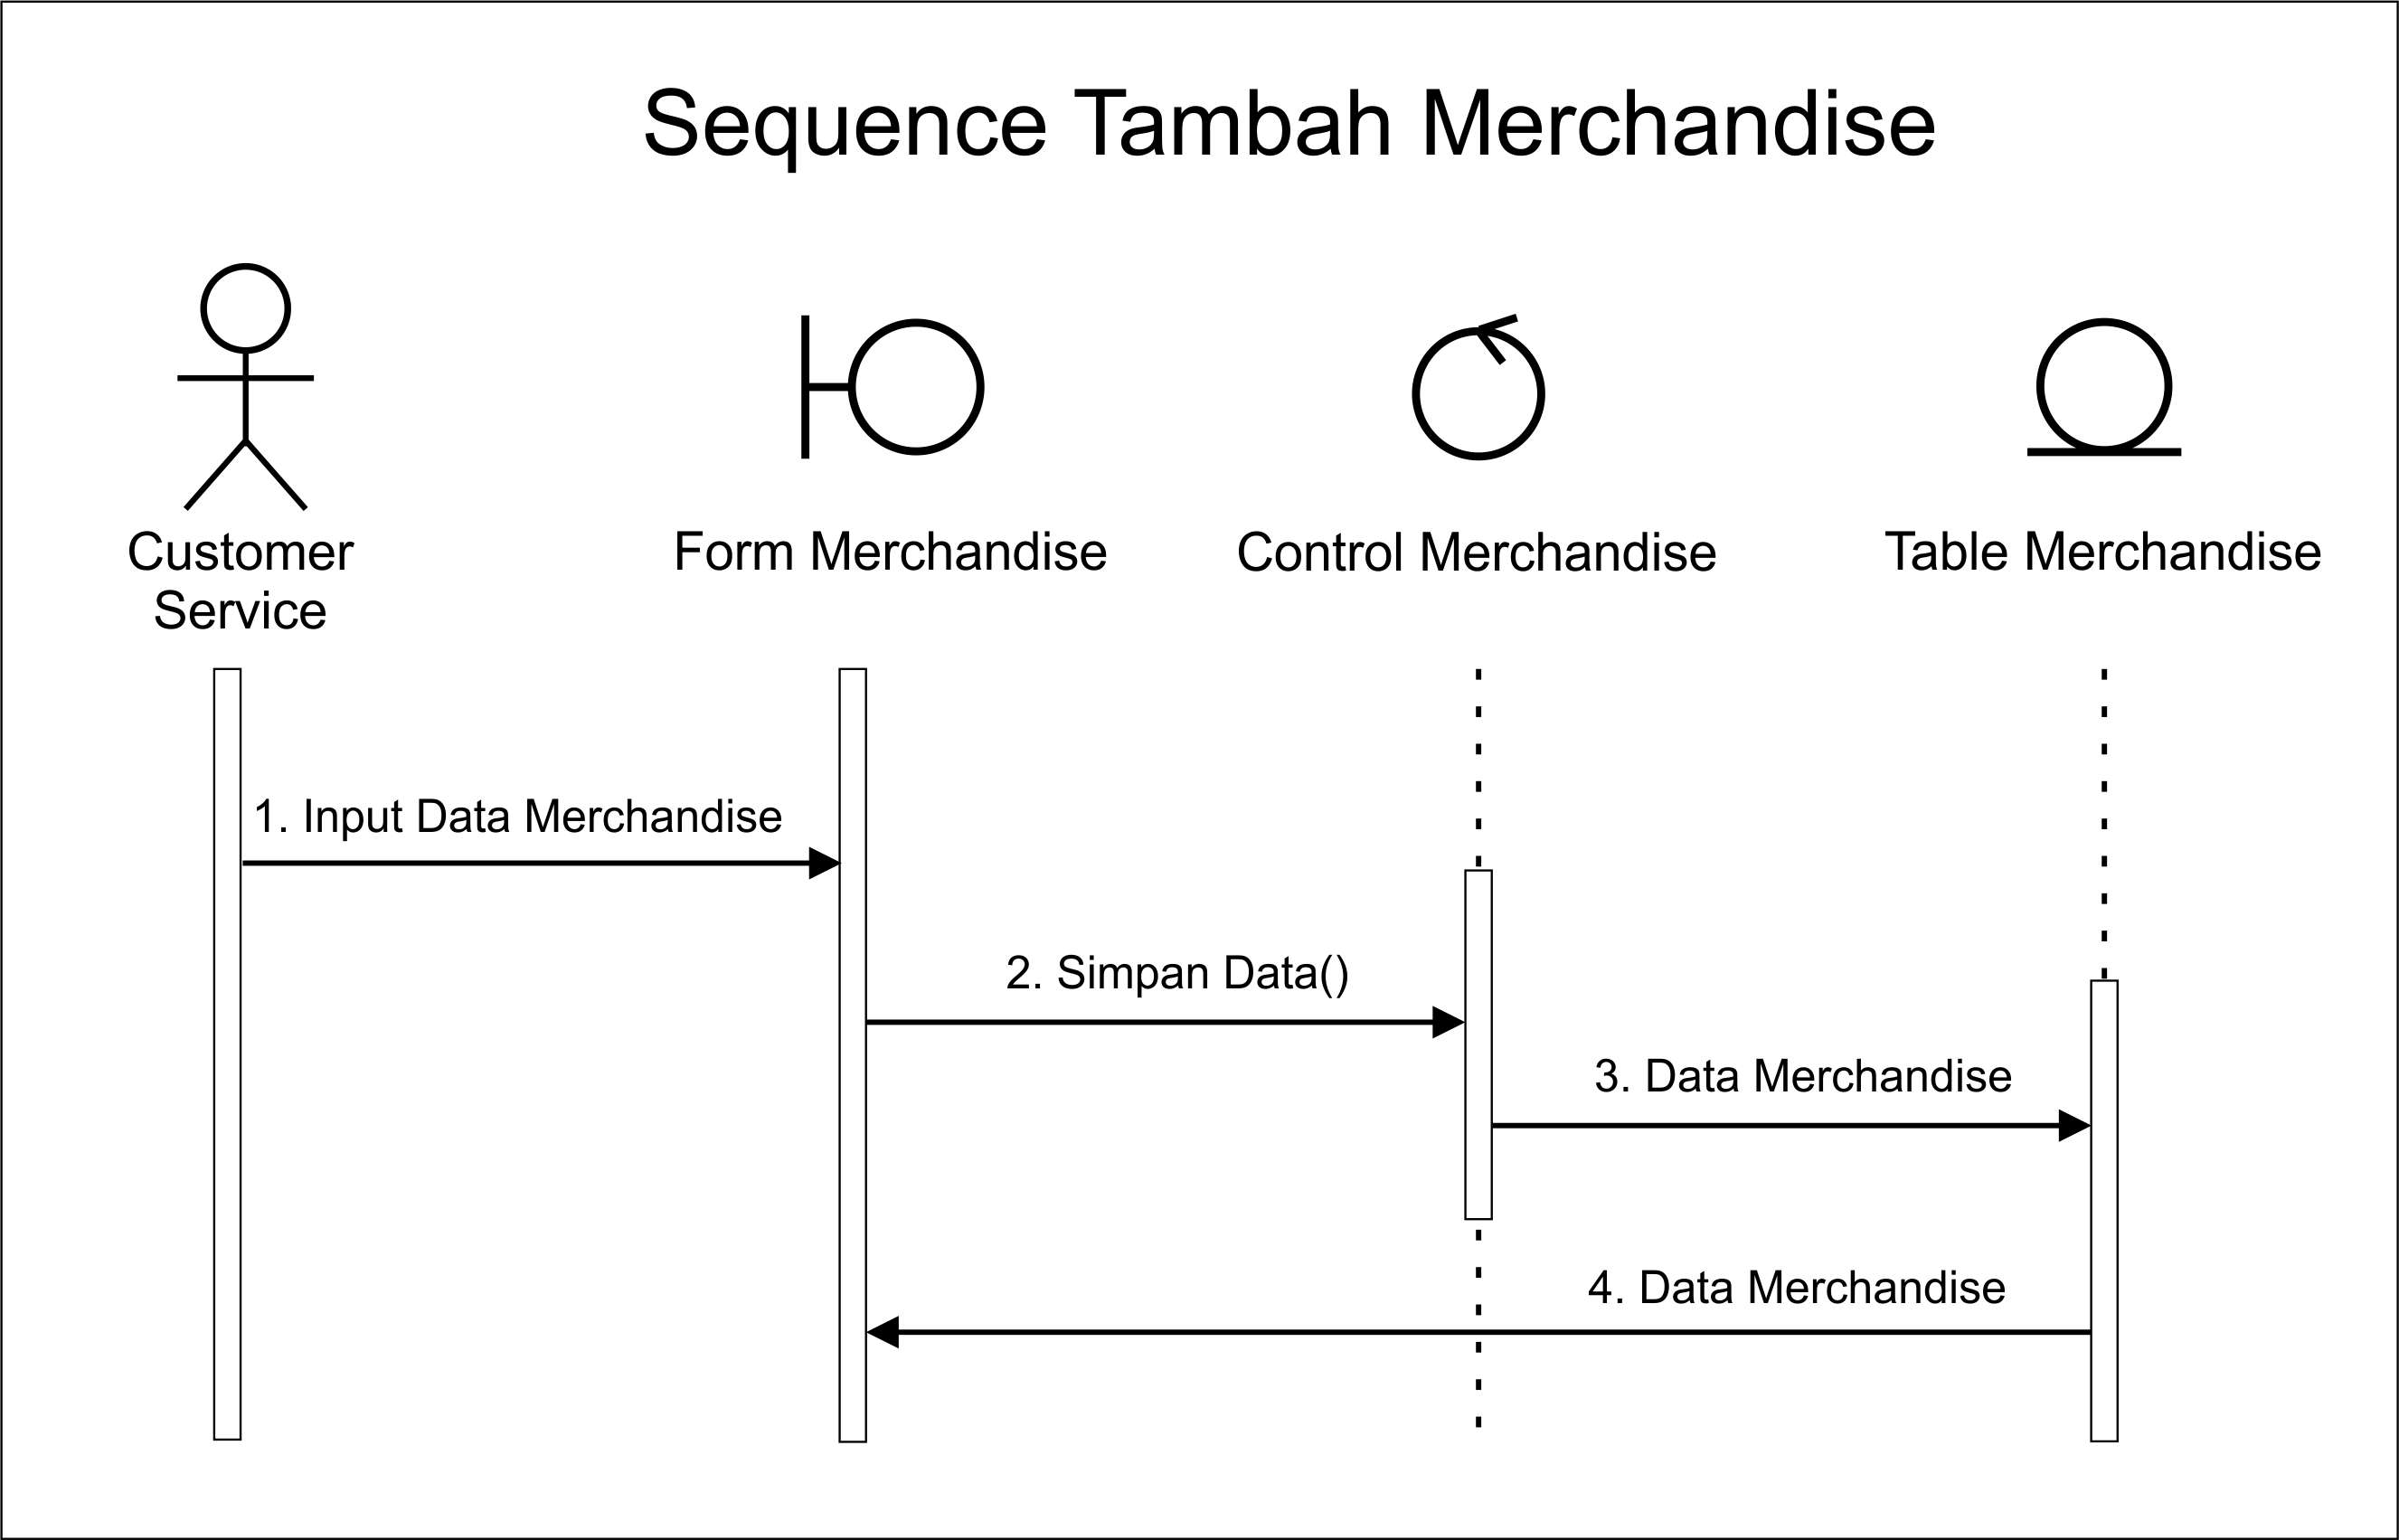 Sequence Tambah Merchandise
Customer
Service
Form Merchandise
Control Merchandise
Table Merchandise
1. Input Data Merchandise
2. Simpan Data()
3. Data Merchandise
4. Data Merchandise